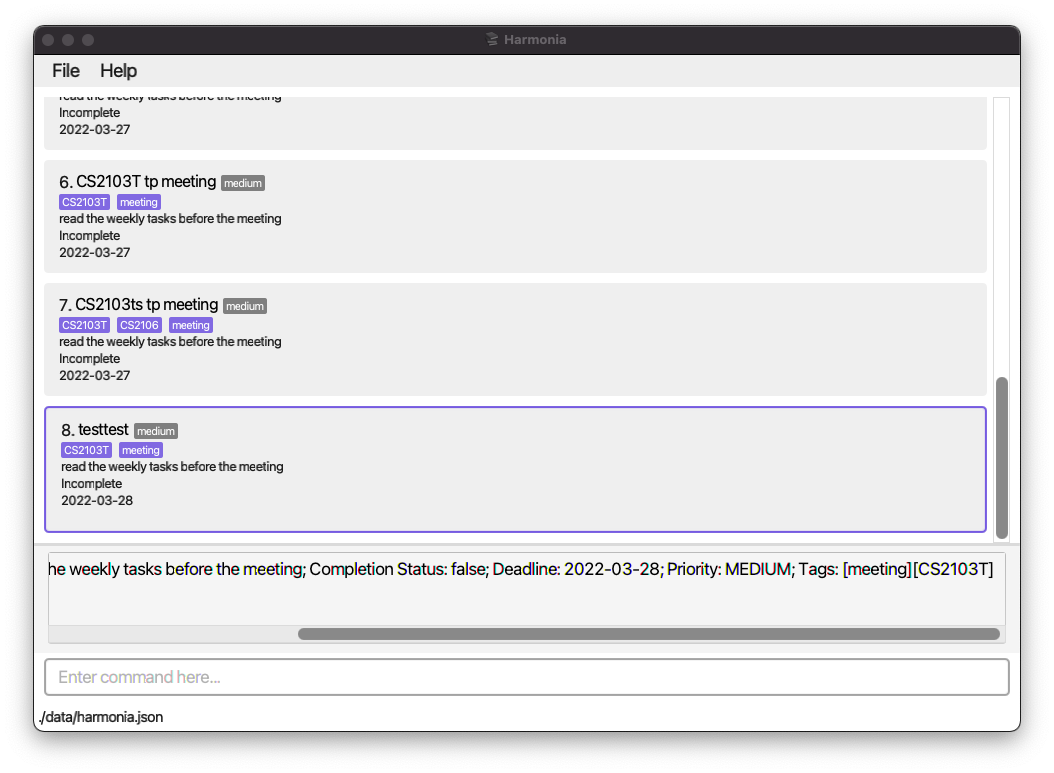 Harmonia
File Help
read the weekly tasks before the meeting
Incomplete
2022-03-27
6. CS2103T tp meeting medium
CS2103T meeting
read the weekly tasks before the meeting
Incomplete
2022-03-27
7. CS2103ts tp meeting medium
CS2103T CS2106 meeting
read the weekly tasks before the meeting
Incomplete
2022-03-27
8. testtest medium
CS2103T meeting
read the weekly tasks before the meeting
Incomplete
2022-03-28
he weekly tasks before the meeting; Completion Status: false; Deadline: 2022-03-28; Priority: MEDIUM; Tags: [meeting][CS2103T]
Enter command here...
./data/harmonia.json